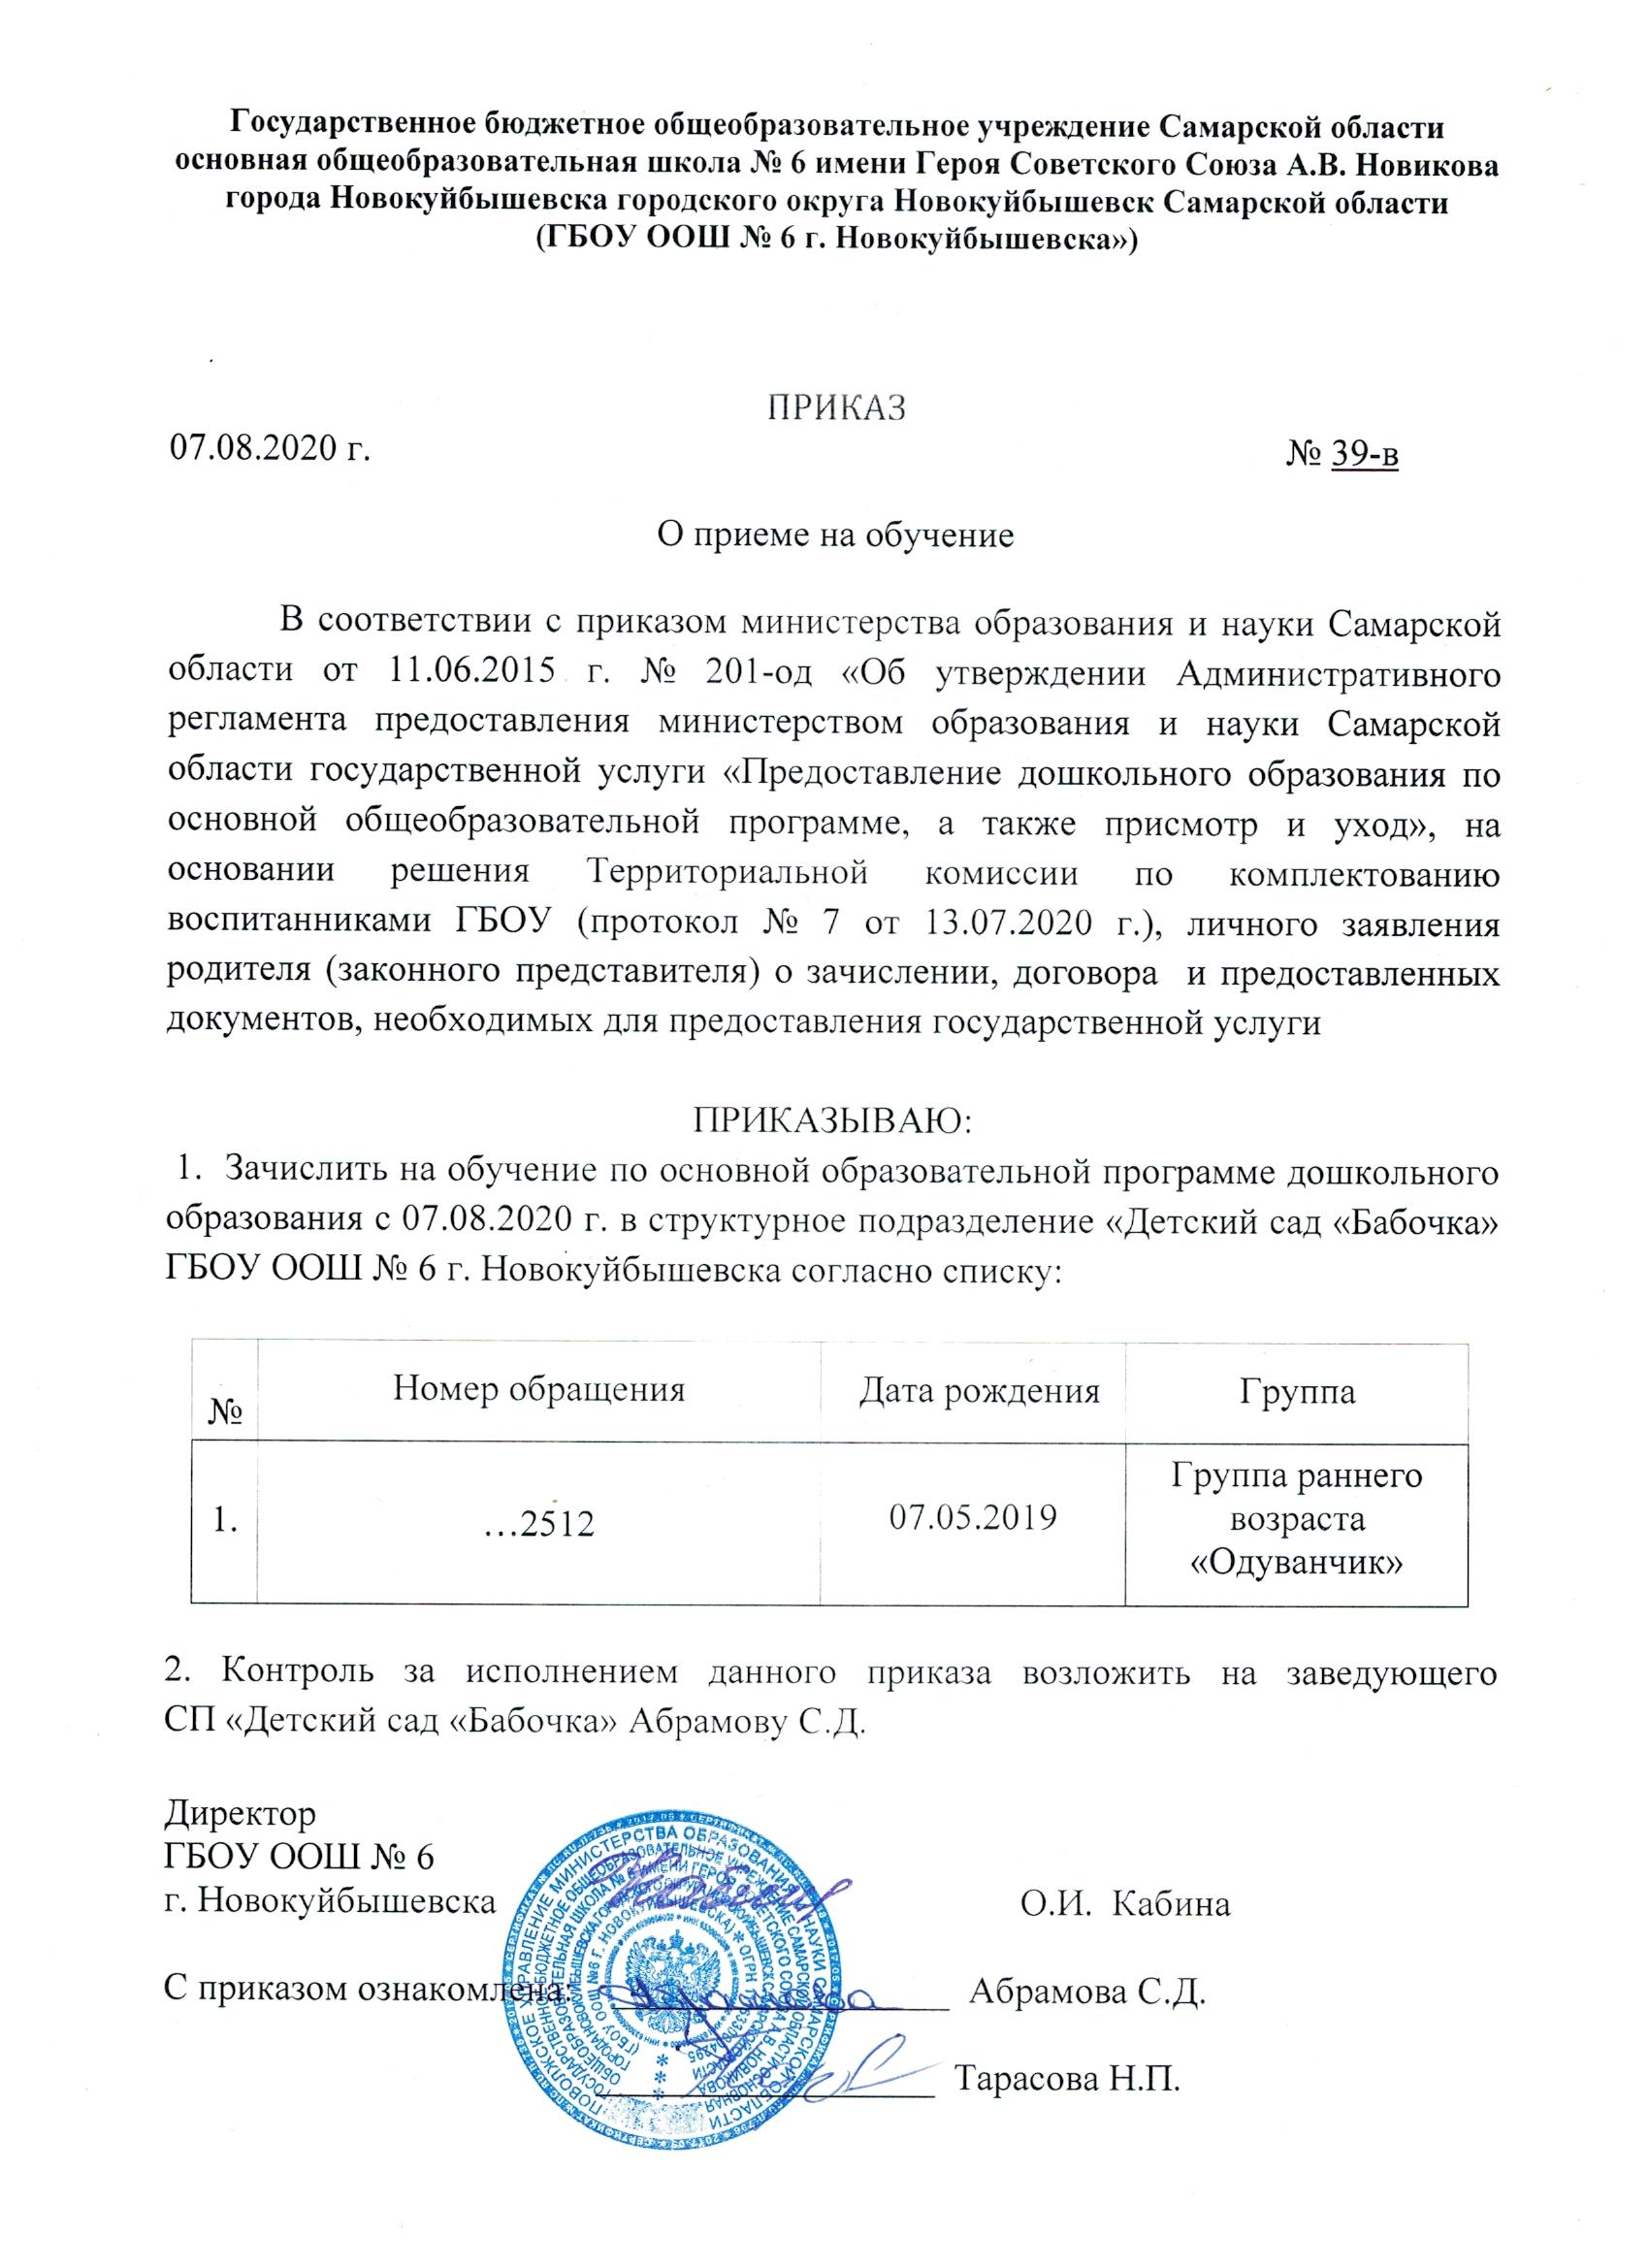 Государственное бюджетное общеобразовательное учреждение Самарской области
основная общеобразовательная школа № 6 имени Героя Советского Союза А.В. Новикова
города Новокуйбышевска городского округа Новокуйбышевск Самарской области
(ГБОУ ООШ № 6 г. Новокуйбышевска»)
ПРИКАЗ
07.08.2020 г. № 39-в
О приеме на обучение
В соответствии с приказом министерства образования и науки Самарской
области от 11.06.2015 г. № 201-од «Об утверждении Административного
регламента предоставления министерством образования и науки Самарской
области государственной услуги «Предоставление дошкольного образования по
основной общеобразовательной программе, а также присмотр и уход», на
основании решения Территориальной комиссии по комплектованию
воспитанниками ГБОУ (протокол № 7 от 13.07.2020 г.), личного заявления
родителя (законного представителя) о зачислении, договора и предоставленных
документов, необходимых для предоставления государственной услуги
ПРИКАЗЫВАЮ:
1. Зачислить на обучение по основной образовательной программе дошкольного
образования с 07.08.2020 г. в структурное подразделение «Детский сад «Бабочка»
ГБОУ ООШ № 6 г. Новокуйбышевска согласно списку:
№ Номер обращения Дата рождения Группа
1. …2512 07.05.2019 Группа раннего
возраста
«Одуванчик»
2. Контроль за исполнением данного приказа возложить на заведующего
СП «Детский сад «Бабочка» Абрамову С.Д.
Директор
ГБОУ ООШ № 6
г. Новокуйбышевска О.И. Кабина
С приказом ознакомлена: Абрамова С.Д.
Тарасова Н.П.